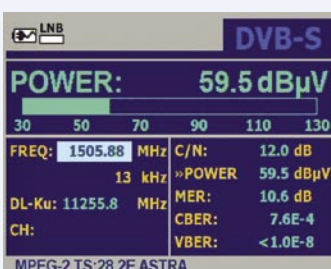 LNB
DVB-S
POWER: 59.5 dBµV
30 50 70 90 110 130
FREQ: 1505.88 MHz
13 kHz
DL-Ku: 11255.8 MHz
CH:
C/N: 12.0 dB
»POWER 59.5 dBµV
MER: 10.6 dB
CBER: 7.6E-4
VBER: <1.0E-8
MPEG-2 TS:28.2E ASTRA